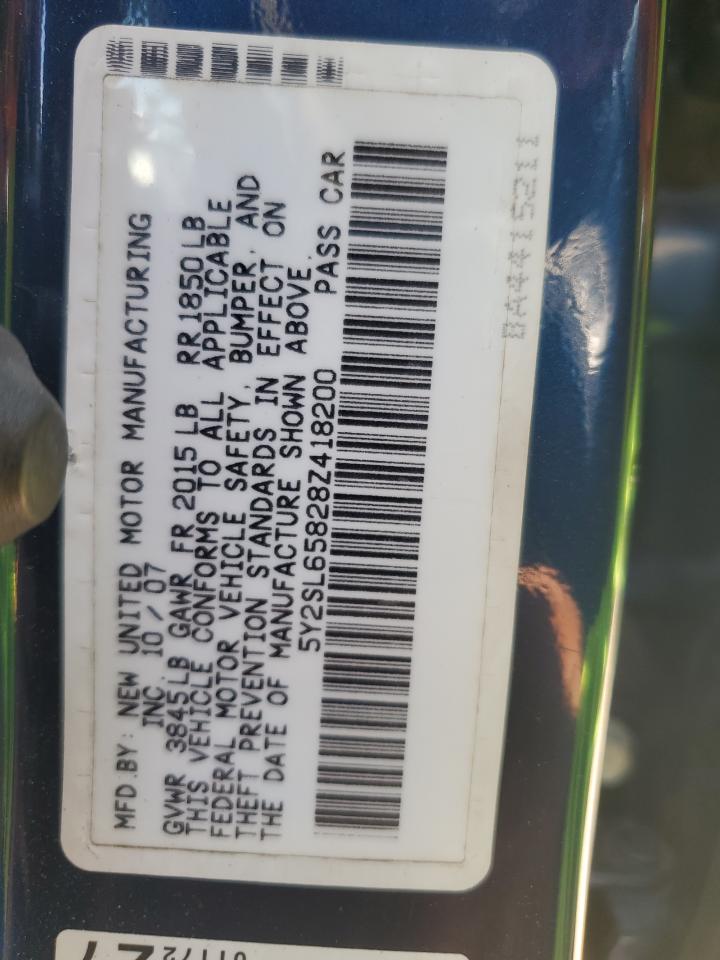 MFD.BY: NEW UNITED MOTOR MANUFACTURING
INC. 10/07
GVWR 3845LB GAWR FR 2015 LB RR 1850LB
THIS VEHICLE CONFORMS TO ALL APPLICABLE
FEDERAL MOTOR VEHICLE SAFETY, BUMPER, AND
THEFT PREVENTION STANDARDS IN EFFECT ON
THE DATE OF MANUFACTURE SHOWN ABOVE.
5Y2SL65828Z418200 PASS CAR